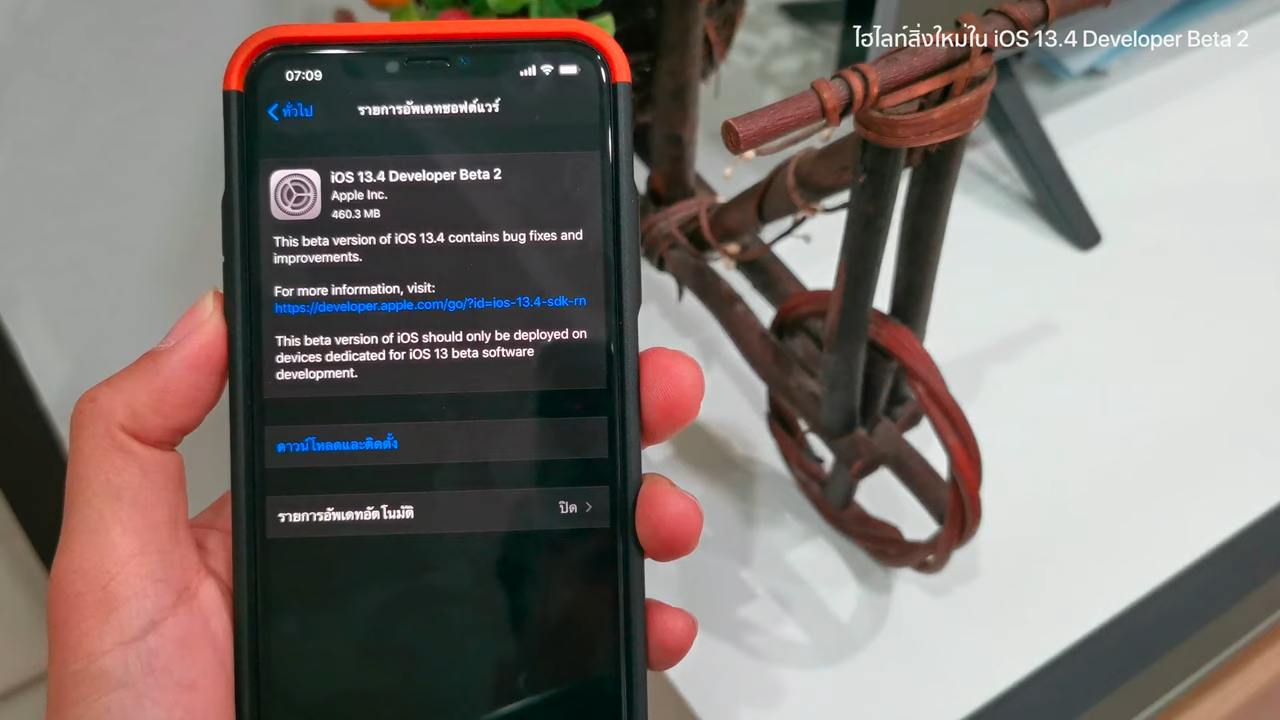 ไฮไลท์สิ่งใหม่ใน iOS 13.4 Developer Beta 2
07:09
ทั่วไป รายการอัพเดทซอฟต์แวร์
iOS 13.4 Developer Beta 2
Apple Inc.
460.3 MB
This beta version of iOS 13.4 contains bug fixes and
improvements.
For more information, visit:
https://developer.apple.com/go/?id=ios-13.4-sdk-rn
This beta version of iOS should only be deployed on
devices dedicated for iOS 13 beta software
development.
ดาวน์โหลดและติดตั้ง
รายการอัพเดทอัตโนมัติ ปิด